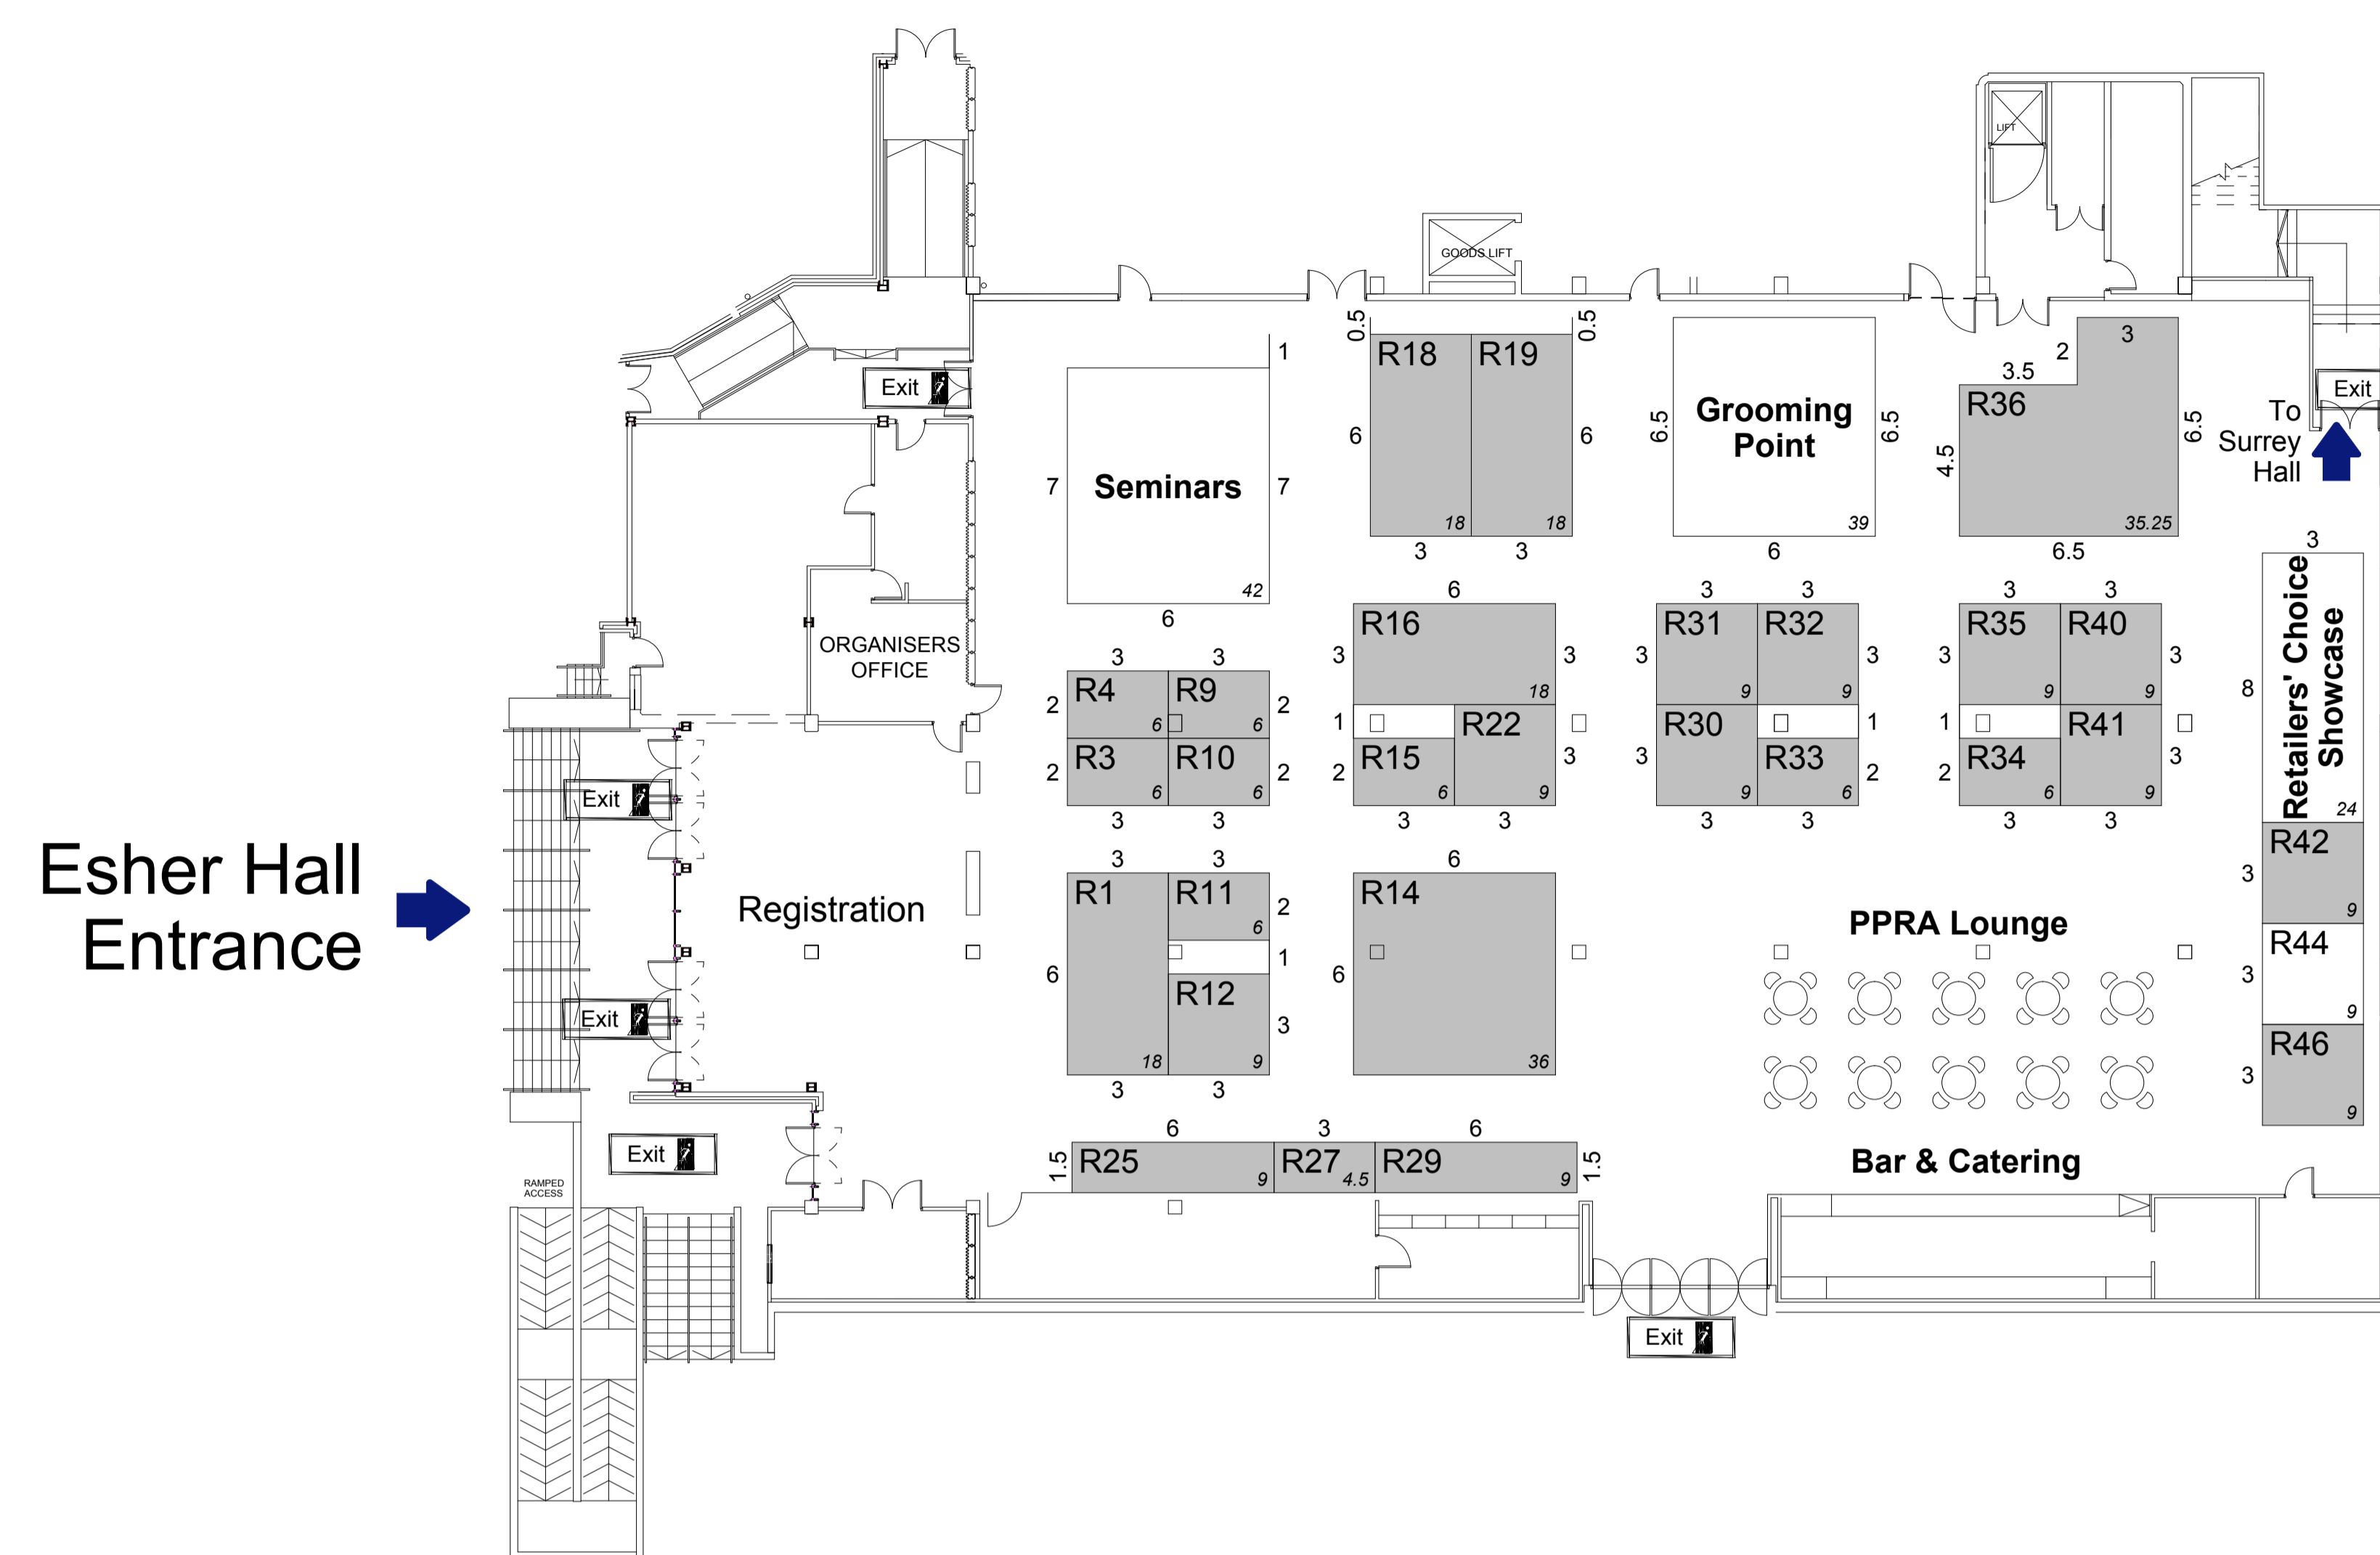 LIFT
GOODS LIFT
0.5
0.5
1
R18
R19
3
2
3.5
Exit
Exit
Grooming
Point
R36
To
Surrey
Hall
6
6
6.5
6.5
4.5
6.5
7
Seminars
7
18
18
39
35.25
3
3
6
6.5
3
42
6
6
3
3
3
3
ORGANISERS
OFFICE
R16
R31
R32
R35
R40
Retailers' Choice
Showcase
3
3
3
3
3
3
3
3
8
R4
R9
18
9
9
9
9
2
6
6
2
1
R22
R30
1
1
R41
R3
R10
R15
3
3
R33
R34
3
2
6
6
2
2
6
9
9
6
2
2
6
9
3
3
3
3
3
3
3
3
24
Exit
R42
3
9
Esher Hall
Entrance
Registration
3
3
6
R1
R11
R14
2
6
1
6
R12
6
3
18
9
36
3
3
PPRA Lounge
R44
3
9
R46
3
9
Exit
Exit
6
3
6
1.5
R25
9
R27
4.5
R29
9
1.5
Bar & Catering
RAMPED
ACCESS
Exit